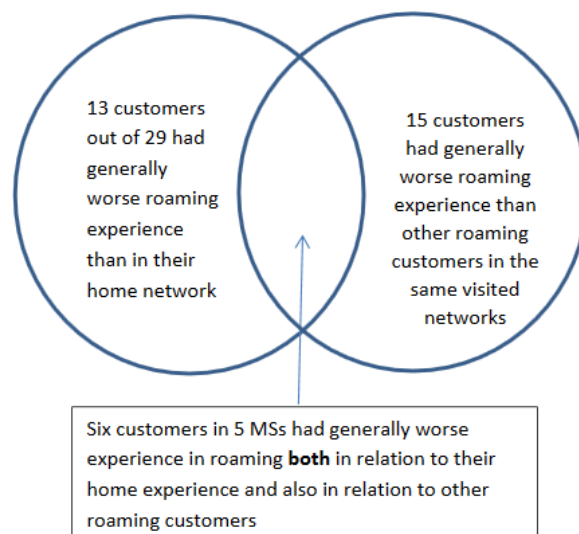 13 customers
out of 29 had
generally
worse roaming
experience
than in their
home network
15 customers
had generally
worse roaming
experience than
other roaming
customers in the
same visited
networks
Six customers in 5 MSs had generally worse
experience in roaming both in relation to their
home experience and also in relation to other
roaming customers